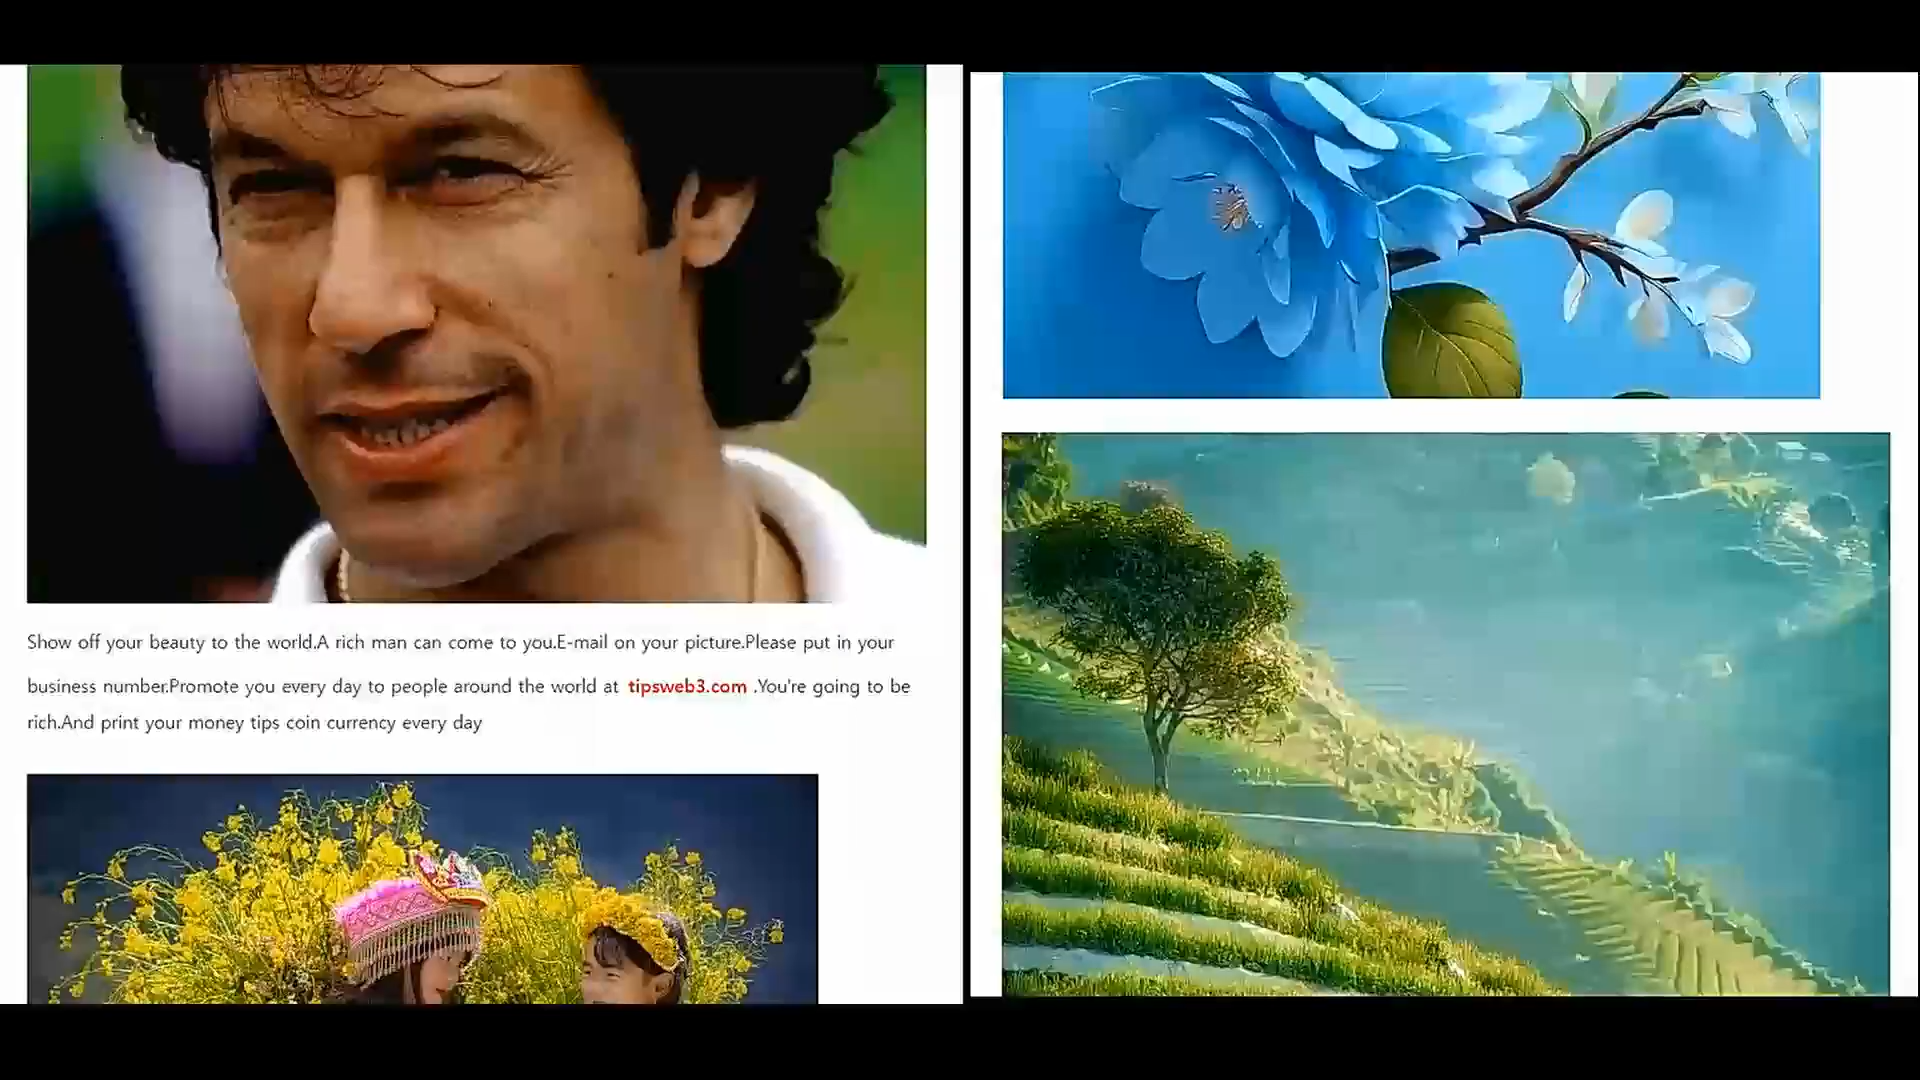 Show off your beauty to the world.A rich man can come to you.E-mail on your picture.Please put in your
business number.Promote you every day to people around the world at tipsweb3.com .You're going to be
rich.And print your money tips coin currency every day